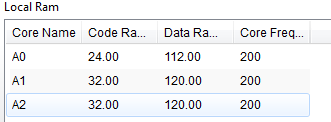 Local Ram
Core Name Code Ra... Data Ra... Core Freq...
A0 24.00 112.00 200
A1 32.00 120.00 200
A2 32.00 120.00 200